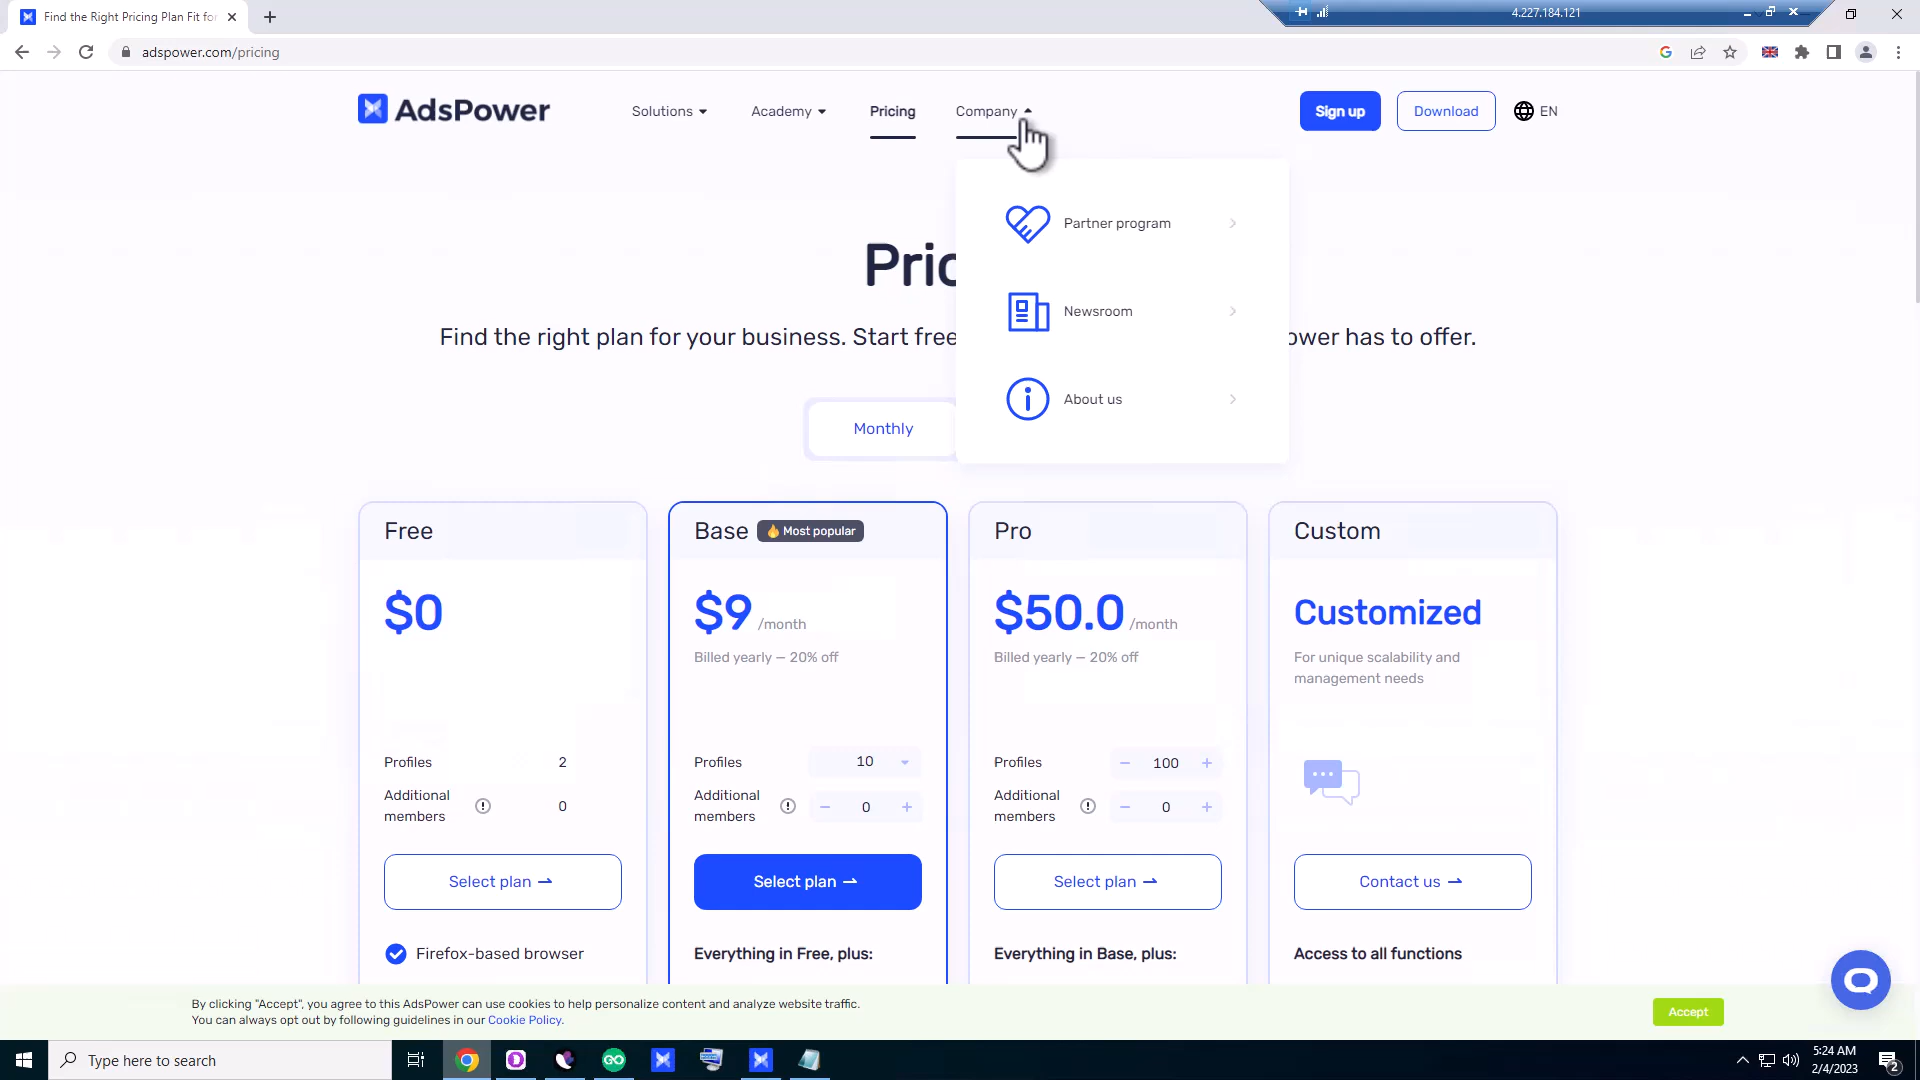 Find the Right Pricing Plan Fit for
4.227.184.121
adspower.com/pricing
AdsPower
Solutions
Academy
Pricing
Company
Sign up
Download
EN
Partner program
Newsroom
About us
Pric
Find the right plan for your business. Start free
ower has to offer.
Monthly
Free
$0
Profiles
2
Additional
members
0
Select plan
Firefox-based browser
Base
Most popular
$9 /month
Billed yearly — 20% off
Profiles
10
Additional
members
0
Select plan
Everything in Free, plus:
Pro
$50.0 /month
Billed yearly — 20% off
Profiles
100
Additional
members
0
Select plan
Everything in Base, plus:
Custom
Customized
For unique scalability and
management needs
Contact us
Access to all functions
By clicking "Accept", you agree to this AdsPower can use cookies to help personalize content and analyze website traffic.
You can always opt out by following guidelines in our Cookie Policy.
Accept
Type here to search
GO
5:24 AM
2/4/2023
2